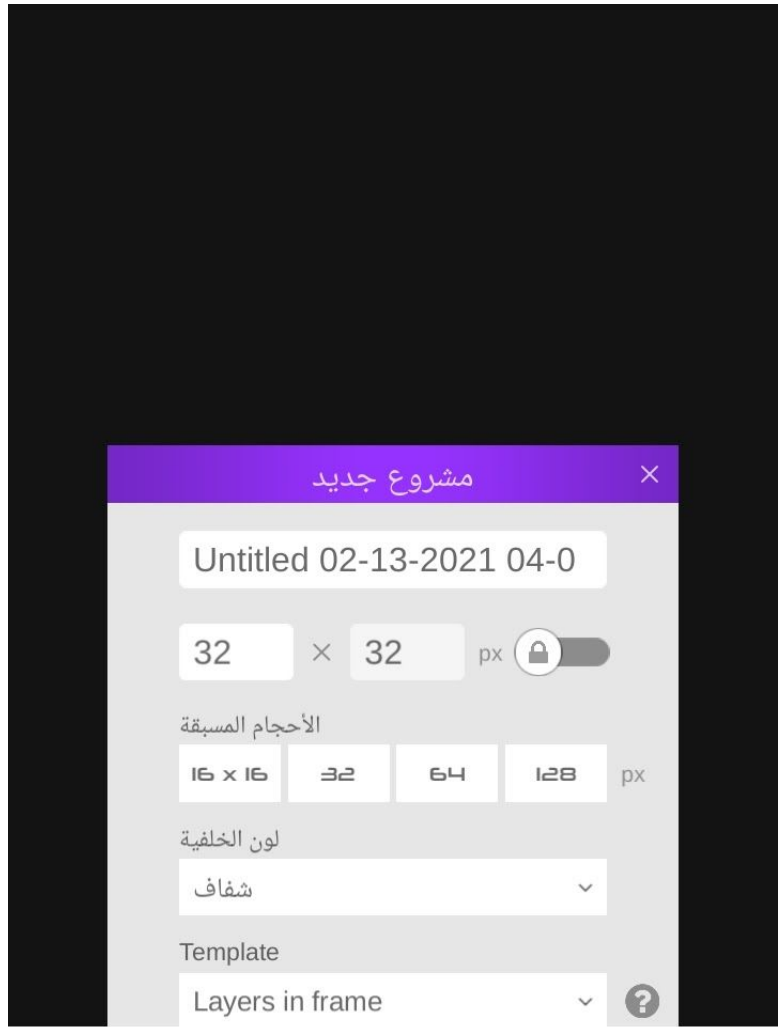 مشروع جديد ×
Untitled 02-13-2021 04-0
32 × 32 px
الأحجام المسبقة
16 x 16 32 64 128 px
لون الخلفية
شفاف
Template
Layers in frame ?